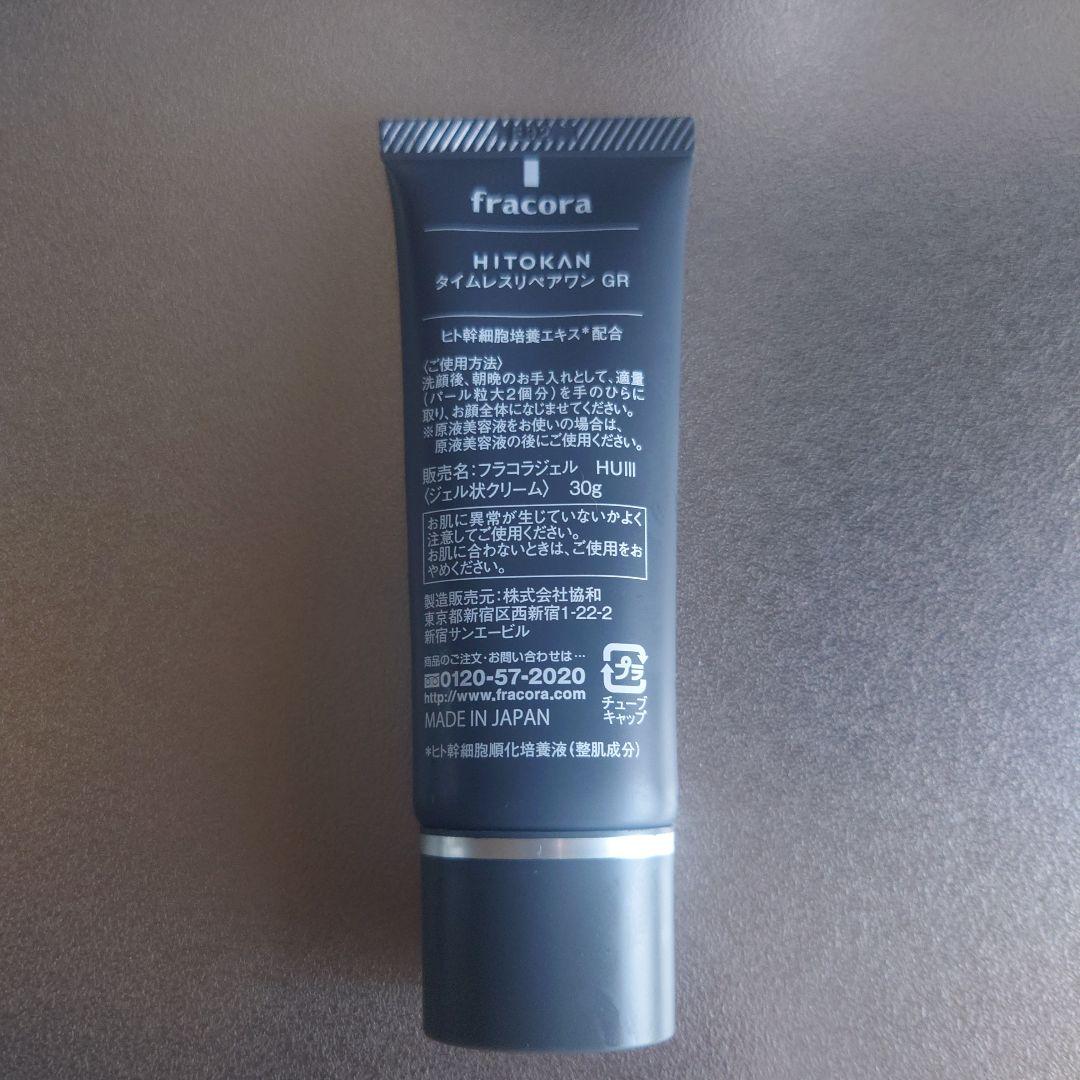 fracora
HITOKAN
タイムレスリペアワン GR
ヒト幹細胞培養エキス*配合
〈ご使用方法〉
洗顔後、朝晩のお手入れとして、適量
(パール粒大2個分)を手のひらに
取り、お顔全体になじませてください。
※原液美容液をお使いの場合は、
原液美容液の後にご使用ください。
販売名：フラコラジェル HUⅢ
〈ジェル状クリーム〉 30g
お肌に異常が生じていないかよく
注意してご使用ください。
お肌に合わないときは、ご使用をお
やめください。
製造販売元：株式会社協和
東京都新宿区西新宿1-22-2
新宿サンエービル
商品のご注文・お問い合わせは…
0120-57-2020
http://www.fracora.com
MADE IN JAPAN
プラ
チューブ
キャップ
*ヒト幹細胞順化培養液(整肌成分)